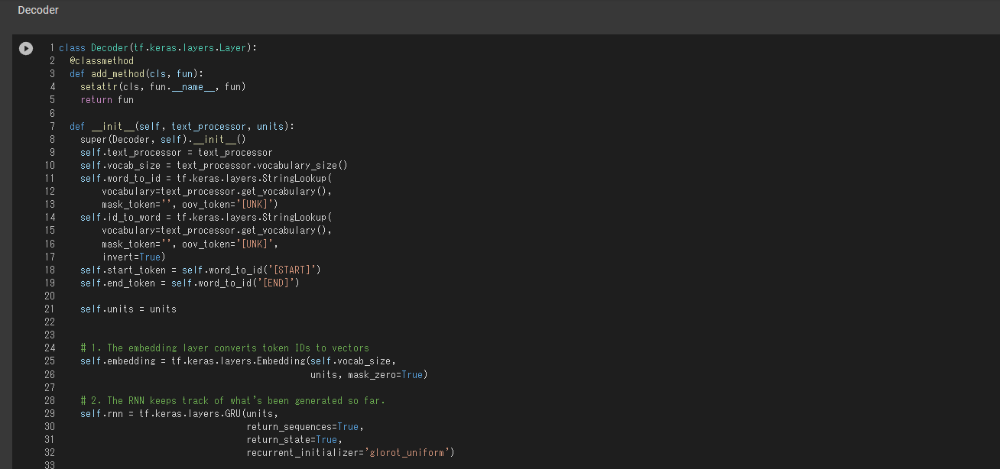 Decoder
1 class Decoder(tf.keras.layers.Layer):
2   @classmethod
3   def add_method(cls, fun):
4     setattr(cls, fun.__name__, fun)
5     return fun
6
7   def __init__(self, text_processor, units):
8     super(Decoder, self).__init__()
9     self.text_processor = text_processor
10     self.vocab_size = text_processor.vocabulary_size()
11     self.word_to_id = tf.keras.layers.StringLookup(
12         vocabulary=text_processor.get_vocabulary(),
13         mask_token='', oov_token='[UNK]')
14     self.id_to_word = tf.keras.layers.StringLookup(
15         vocabulary=text_processor.get_vocabulary(),
16         mask_token='', oov_token='[UNK]',
17         invert=True)
18     self.start_token = self.word_to_id('[START]')
19     self.end_token = self.word_to_id('[END]')
20
21     self.units = units
22
23
24     # 1. The embedding layer converts token IDs to vectors
25     self.embedding = tf.keras.layers.Embedding(self.vocab_size,
26                                                units, mask_zero=True)
27
28     # 2. The RNN keeps track of what's been generated so far.
29     self.rnn = tf.keras.layers.GRU(units,
30                                    return_sequences=True,
31                                    return_state=True,
32                                    recurrent_initializer='glorot_uniform')
33